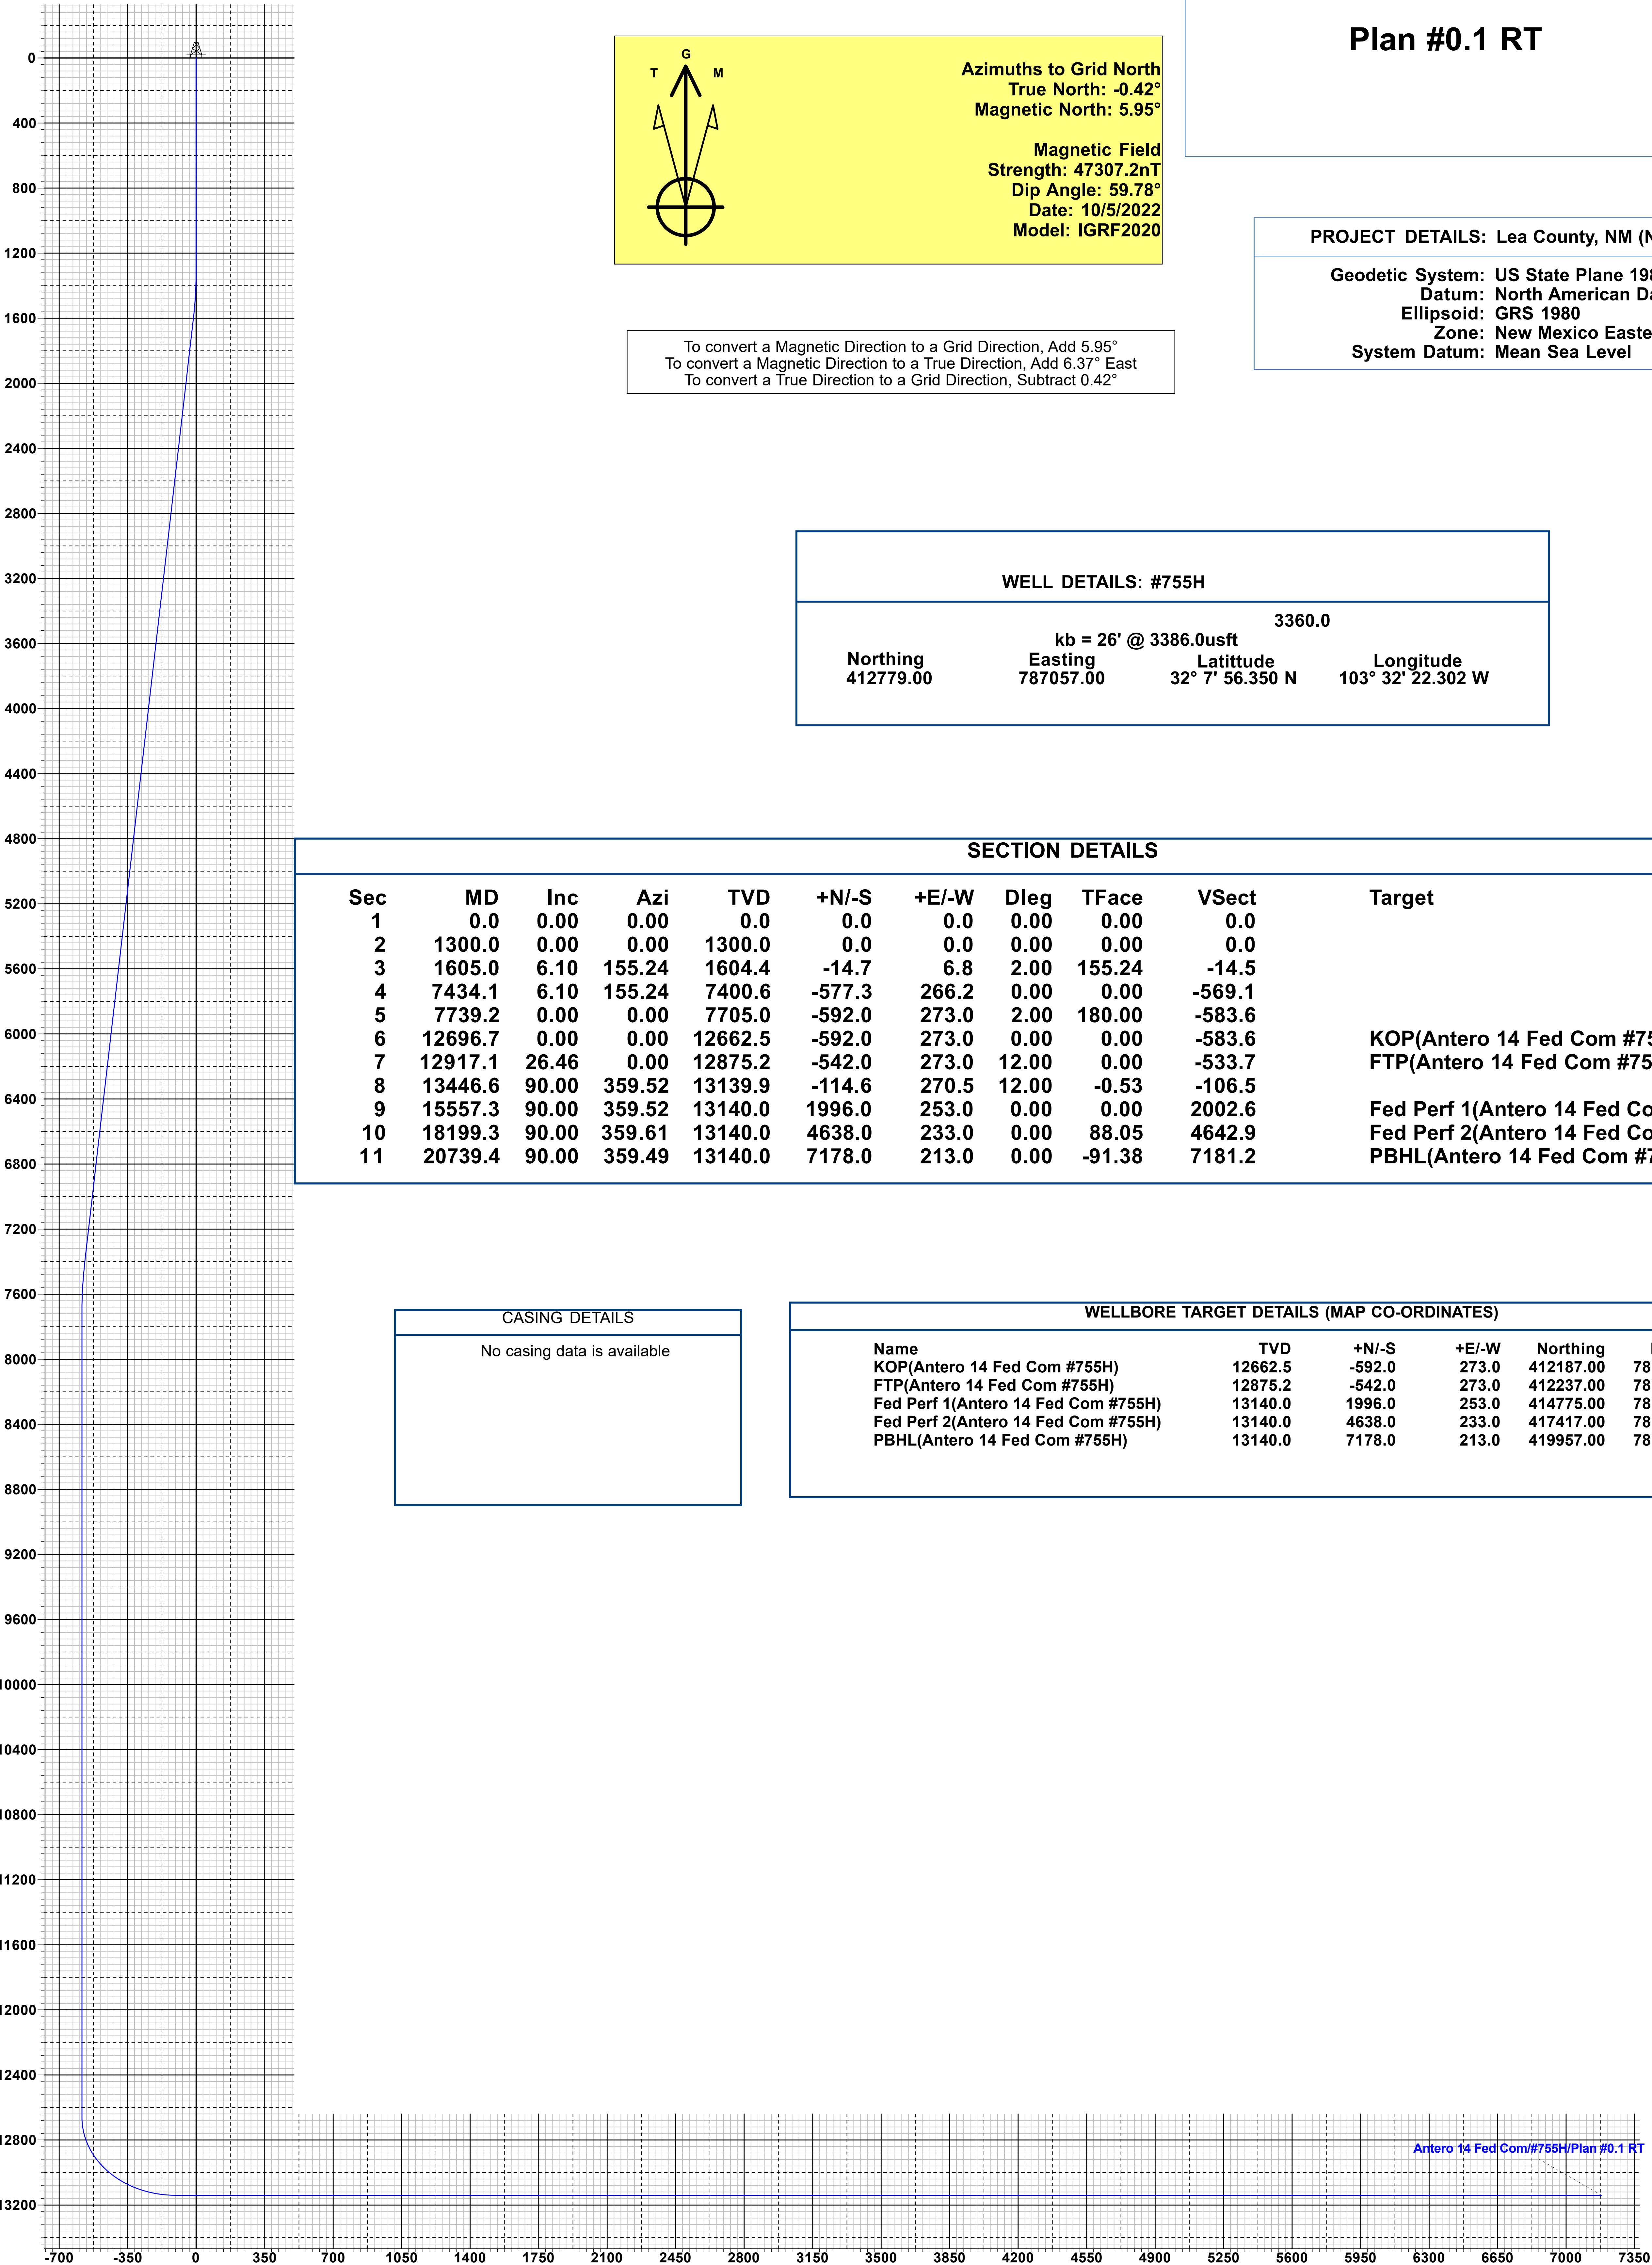 Plan #0.1 RT
G
T M
Azimuths to Grid North
True North: -0.42°
Magnetic North: 5.95°
Magnetic Field
Strength: 47307.2nT
Dip Angle: 59.78°
Date: 10/5/2022
Model: IGRF2020
PROJECT DETAILS: Lea County, NM (N
Geodetic System: US State Plane 198
Datum: North American Da
Ellipsoid: GRS 1980
Zone: New Mexico Easte
System Datum: Mean Sea Level
To convert a Magnetic Direction to a Grid Direction, Add 5.95°
To convert a Magnetic Direction to a True Direction, Add 6.37° East
To convert a True Direction to a Grid Direction, Subtract 0.42°
WELL DETAILS: #755H
3360.0
kb = 26' @ 3386.0usft
Northing Easting Latittude Longitude
412779.00 787057.00 32° 7' 56.350 N 103° 32' 22.302 W
SECTION DETAILS
Sec MD Inc Azi TVD +N/-S +E/-W Dleg TFace VSect Target
1 0.0 0.00 0.00 0.0 0.0 0.0 0.00 0.00 0.0
2 1300.0 0.00 0.00 1300.0 0.0 0.0 0.00 0.00 0.0
3 1605.0 6.10 155.24 1604.4 -14.7 6.8 2.00 155.24 -14.5
4 7434.1 6.10 155.24 7400.6 -577.3 266.2 0.00 0.00 -569.1
5 7739.2 0.00 0.00 7705.0 -592.0 273.0 2.00 180.00 -583.6
6 12696.7 0.00 0.00 12662.5 -592.0 273.0 0.00 0.00 -583.6 KOP(Antero 14 Fed Com #75
7 12917.1 26.46 0.00 12875.2 -542.0 273.0 12.00 0.00 -533.7 FTP(Antero 14 Fed Com #75
8 13446.6 90.00 359.52 13139.9 -114.6 270.5 12.00 -0.53 -106.5
9 15557.3 90.00 359.52 13140.0 1996.0 253.0 0.00 0.00 2002.6 Fed Perf 1(Antero 14 Fed Co
10 18199.3 90.00 359.61 13140.0 4638.0 233.0 0.00 88.05 4642.9 Fed Perf 2(Antero 14 Fed Co
11 20739.4 90.00 359.49 13140.0 7178.0 213.0 0.00 -91.38 7181.2 PBHL(Antero 14 Fed Com #7
CASING DETAILS
No casing data is available
WELLBORE TARGET DETAILS (MAP CO-ORDINATES)
Name TVD +N/-S +E/-W Northing
KOP(Antero 14 Fed Com #755H) 12662.5 -592.0 273.0 412187.00 78
FTP(Antero 14 Fed Com #755H) 12875.2 -542.0 273.0 412237.00 78
Fed Perf 1(Antero 14 Fed Com #755H) 13140.0 1996.0 253.0 414775.00 78
Fed Perf 2(Antero 14 Fed Com #755H) 13140.0 4638.0 233.0 417417.00 78
PBHL(Antero 14 Fed Com #755H) 13140.0 7178.0 213.0 419957.00 78
0
400
800
1200
1600
2000
2400
2800
3200
3600
4000
4400
4800
5200
5600
6000
6400
6800
7200
7600
8000
8400
8800
9200
9600
10000
10400
10800
11200
11600
12000
12400
12800
13200
Antero 14 Fed Com/#755H/Plan #0.1 RT
-700 -350 0 350 700 1050 1400 1750 2100 2450 2800 3150 3500 3850 4200 4550 4900 5250 5600 5950 6300 6650 7000 735